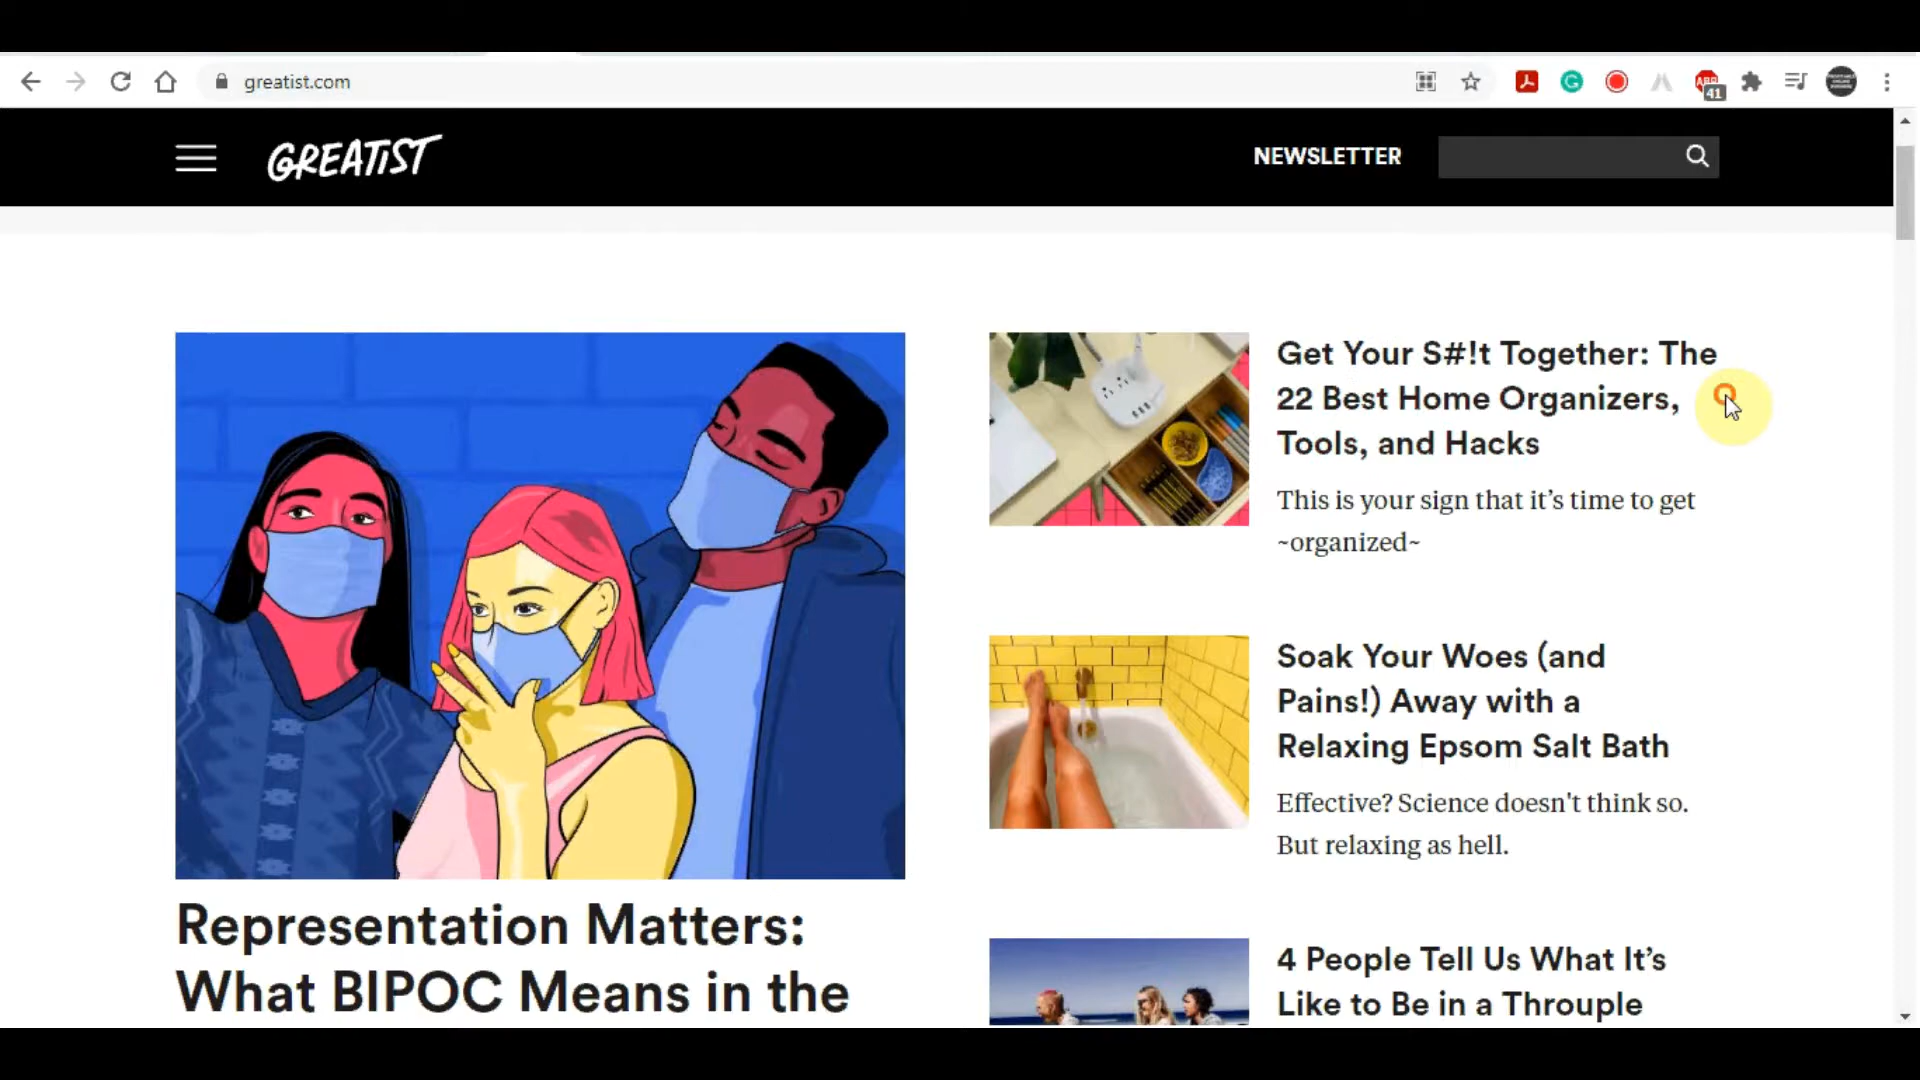 greatist.com
ABP
41
GREATIST
NEWSLETTER
Get Your S#!t Together: The
22 Best Home Organizers,
Tools, and Hacks
This is your sign that it’s time to get
~organized~
Soak Your Woes (and
Pains!) Away with a
Relaxing Epsom Salt Bath
Effective? Science doesn't think so.
But relaxing as hell.
Representation Matters:
What BIPOC Means in the
4 People Tell Us What It’s
Like to Be in a Throuple